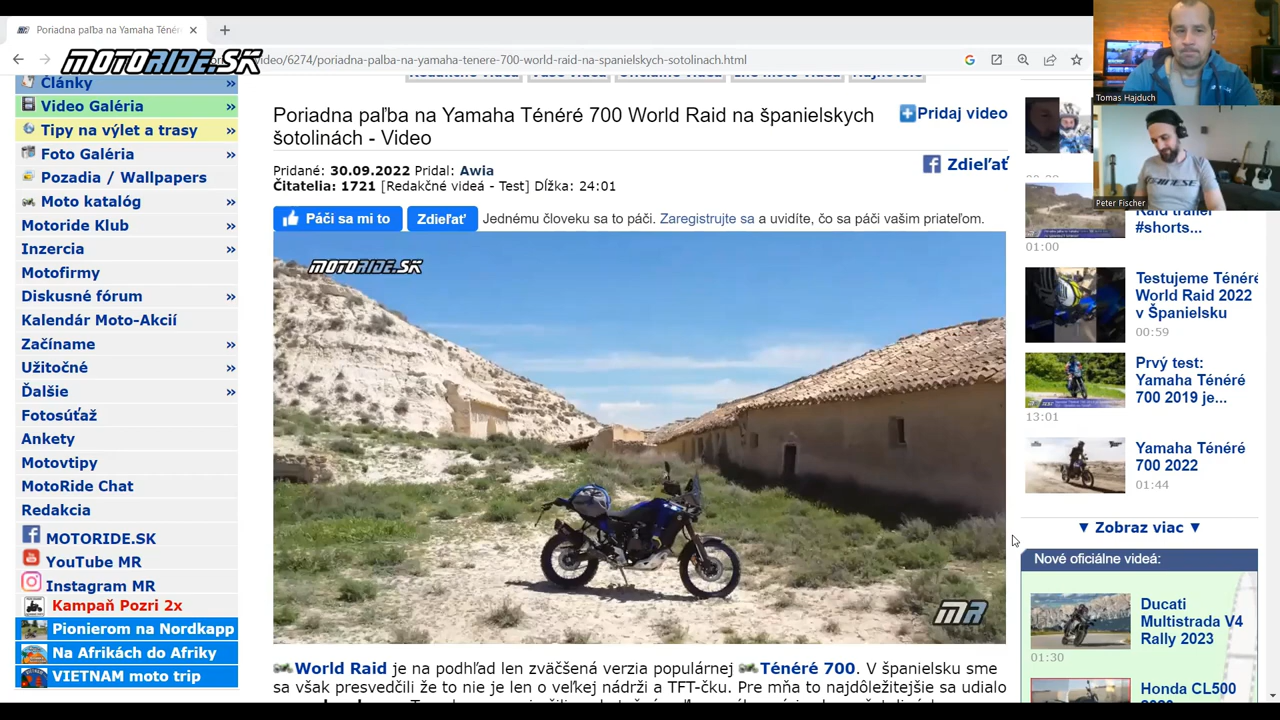 Poriadna paľba na Yamaha Ténér
MOTORIDE.SK
video/6274/poriadna-palba-na-yamaha-tenere-700-world-raid-na-spanielskych-sotolinach.html
Tomas Hajduch
Peter Fischer
Články »
Video Galéria »
Tipy na výlet a trasy »
Foto Galéria »
Pozadia / Wallpapers
Moto katalóg »
Motoride Klub »
Inzercia »
Motofirmy
Diskusné fórum »
Kalendár Moto-Akcií
Začíname »
Užitočné »
Ďalšie »
Fotosúťaž
Ankety
Motovtipy
MotoRide Chat
Redakcia
MOTORIDE.SK
YouTube MR
Instagram MR
Kampaň Pozri 2x
Pionierom na Nordkapp
Na Afrikách do Afriky
VIETNAM moto trip
Poriadna paľba na Yamaha Ténéré 700 World Raid na španielskych
šotolinách - Video
Pridaj video
Pridané: 30.09.2022 Pridal: Awia
Zdieľať
Čitatelia: 1721 [Redakčné videá - Test] Dĺžka: 24:01
Páči sa mi to
Zdieľať
Jednému človeku sa to páči. Zaregistrujte sa a uvidíte, čo sa páči vašim priateľom.
MOTORIDE.SK
MR
World Raid je na podhľad len zväčšená verzia populárnej Ténéré 700. V španielsku sme
sa však presvedčili že to nie je len o veľkej nádrži a TFT-čku. Pre mňa to najdôležitejšie sa udialo
Raid trailer
#shorts...
01:00
Testujeme Ténéré
World Raid 2022
v Španielsku
00:59
Prvý test:
Yamaha Ténéré
700 2019 je...
13:01
Yamaha Ténéré
700 2022
01:44
▼ Zobraz viac ▼
Nové oficiálne videá:
Ducati
Multistrada V4
Rally 2023
01:30
Honda CL500